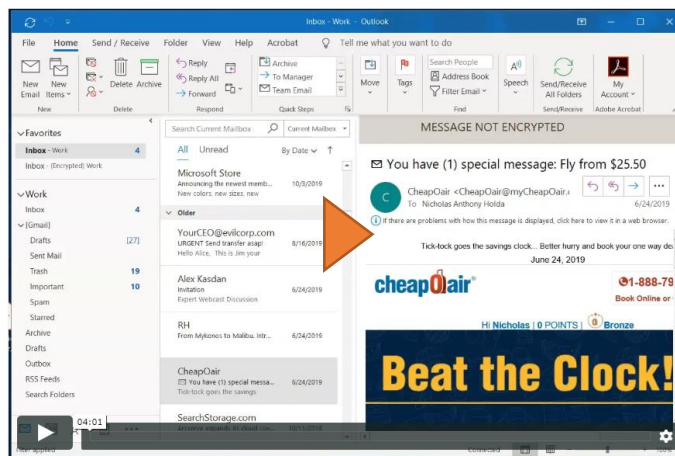 Inbox - Work - Outlook
File Home Send / Receive Folder View Help Acrobat Tell me what you want to do
New Email
New Items
Delete Archive
Reply
Reply All
Forward
Archive
To Manager
Team Email
Move
Tags
Search People
Address Book
Filter Email
Speech
Send/Receive All Folders
My Account
New Delete Respond Quick Steps Find Send/Receive Adobe Acrobat
Favorites
Inbox - Work 4
Inbox - (Encrypted) Work
Work
Inbox 4
[Gmail]
Drafts [27]
Sent Mail
Trash 19
Important 10
Spam
Starred
Archive
Drafts
Outbox
RSS Feeds
Search Folders
04:01
Search Current Mailbox Current Mailbox
All Unread By Date
Microsoft Store
Announcing the newest memb... 10/3/2019
New colors, new sizes, new
Older
YourCEO@evilcorp.com
URGENT Send transfer asap! 8/16/2019
Hello Alice, This is Jim your
Alex Kasdan
Invitation 6/24/2019
Expert Webcast Discussion
RH
From Mykonos to Malibu, Intr... 6/24/2019
CheapOair
You have (1) special messa... 6/24/2019
Tick-tock goes the savings
SearchStorage.com
MESSAGE NOT ENCRYPTED
You have (1) special message: Fly from $25.50
C
CheapOair <CheapOair@myCheapOair.c
To Nicholas Anthony Holda 6/24/2019
If there are problems with how this message is displayed, click here to view it in a web browser.
Tick-tock goes the savings clock... Better hurry and book your one way dea
June 24, 2019
cheapOair
1-888-79
Book Online or
Hi Nicholas | 0 POINTS | Bronze
Beat the Clock!
Connected